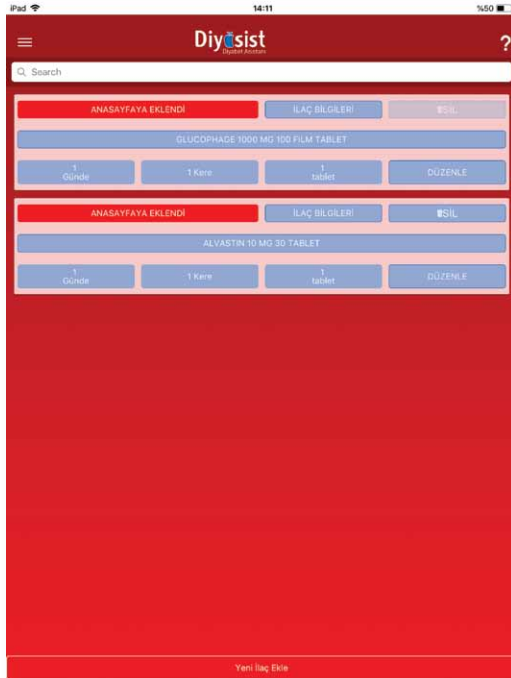 iPad 14:11 %50
Diyasist
Diyabet Asistanı
?
Search
ANASAYFAYA EKLENDİ İLAÇ BİLGİLERİ SİL
GLUCOPHAGE 1000 MG 100 FILM TABLET
1 Günde 1 Kere 1 tablet DÜZENLE
ANASAYFAYA EKLENDİ İLAÇ BİLGİLERİ SİL
ALVASTIN 10 MG 30 TABLET
1 Günde 1 Kere 1 tablet DÜZENLE
Yeni İlaç Ekle